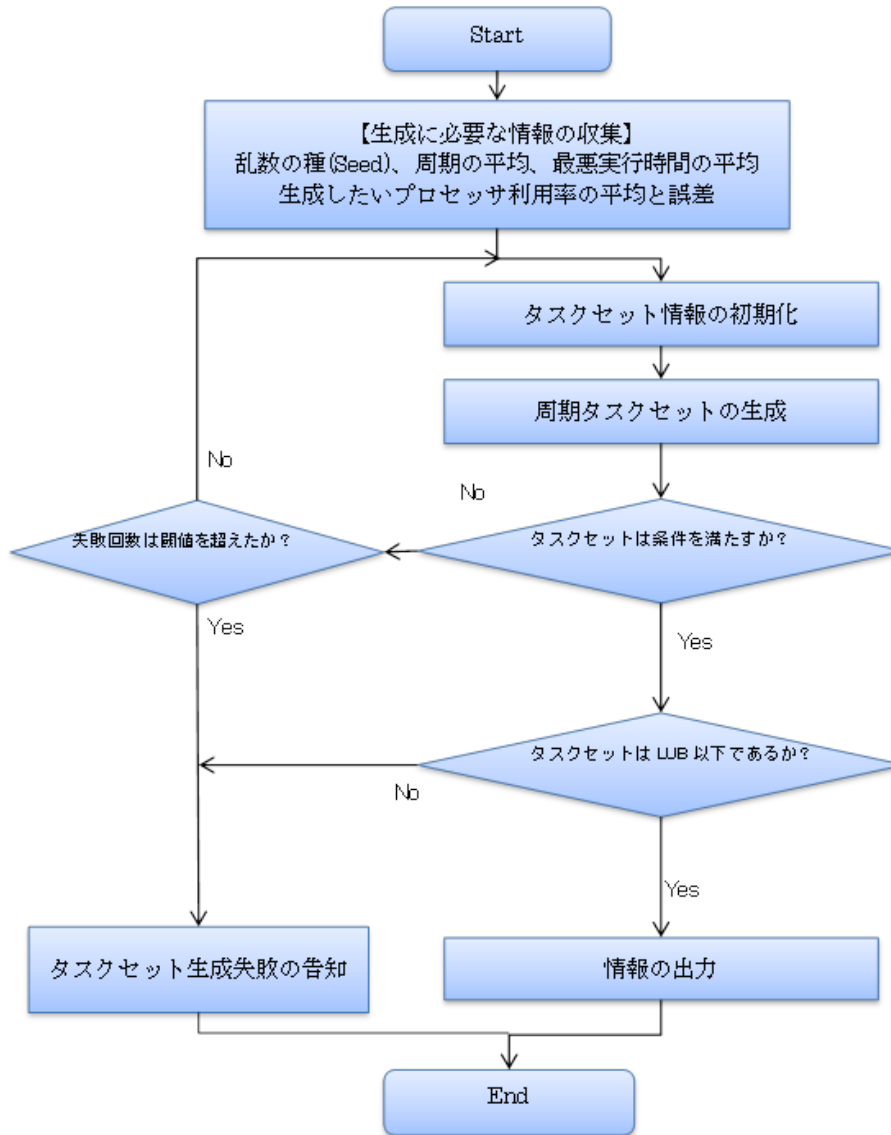 Start
【生成に必要な情報の収集】
乱数の種(Seed)、周期の平均、最悪実行時間の平均
生成したいプロセッサ利用率の平均と誤差
タスクセット情報の初期化
周期タスクセットの生成
No
No
失敗回数は閾値を超えたか？
タスクセットは条件を満たすか？
Yes
Yes
タスクセットは LUB 以下であるか？
No
Yes
タスクセット生成失敗の告知
情報の出力
End